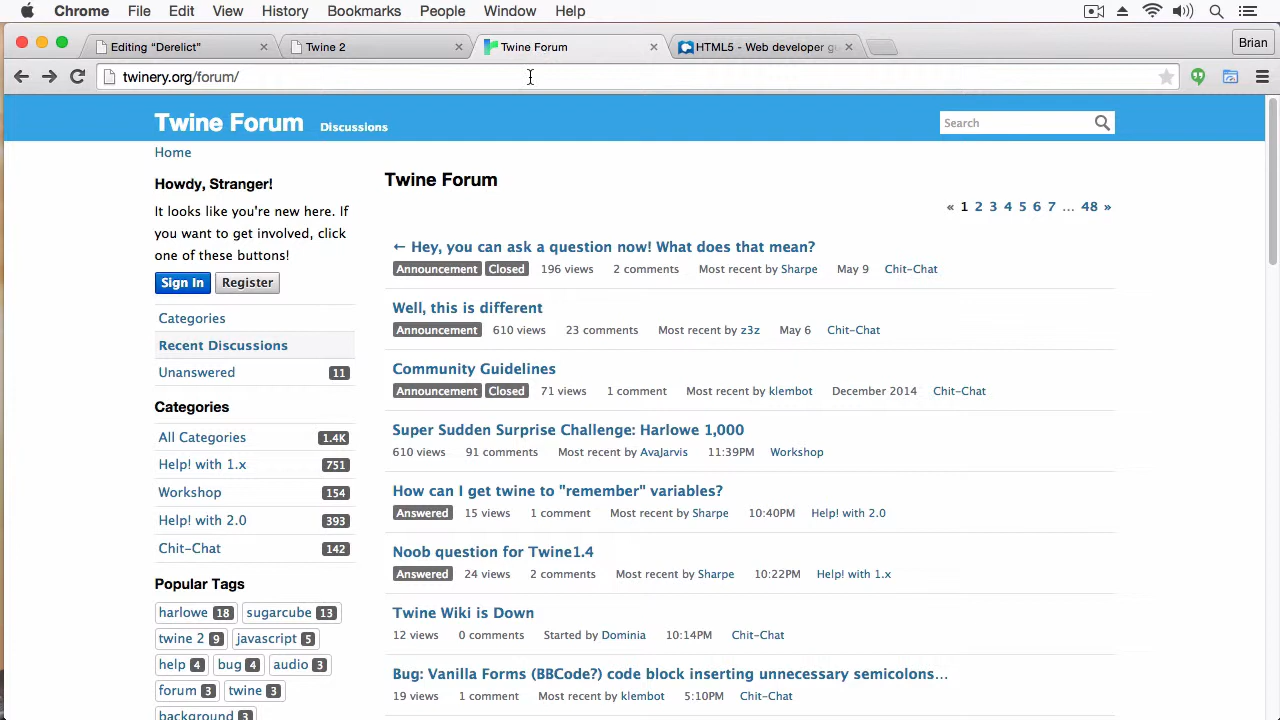 Chrome File Edit View History Bookmarks People Window Help
Editing "Derelict" × Twine 2 × Twine Forum × HTML5 - Web developer gu × Brian
twinery.org/forum/
Twine Forum Discussions Search
Home
Howdy, Stranger!
It looks like you're new here. If
you want to get involved, click
one of these buttons!
Sign In Register
Categories
Recent Discussions
Unanswered 11
Categories
All Categories 1.4K
Help! with 1.x 751
Workshop 154
Help! with 2.0 393
Chit-Chat 142
Popular Tags
harlowe 18 sugarcube 13
twine 2 9 javascript 5
help 4 bug 4 audio 3
forum 3 twine 3
background 3
Twine Forum
« 1 2 3 4 5 6 7 … 48 »
← Hey, you can ask a question now! What does that mean?
Announcement Closed 196 views 2 comments Most recent by Sharpe May 9 Chit-Chat
Well, this is different
Announcement 610 views 23 comments Most recent by z3z May 6 Chit-Chat
Community Guidelines
Announcement Closed 71 views 1 comment Most recent by klembot December 2014 Chit-Chat
Super Sudden Surprise Challenge: Harlowe 1,000
610 views 91 comments Most recent by AvaJarvis 11:39PM Workshop
How can I get twine to "remember" variables?
Answered 15 views 1 comment Most recent by Sharpe 10:40PM Help! with 2.0
Noob question for Twine1.4
Answered 24 views 2 comments Most recent by Sharpe 10:22PM Help! with 1.x
Twine Wiki is Down
12 views 0 comments Started by Dominia 10:14PM Chit-Chat
Bug: Vanilla Forms (BBCode?) code block inserting unnecessary semicolons…
19 views 1 comment Most recent by klembot 5:10PM Chit-Chat